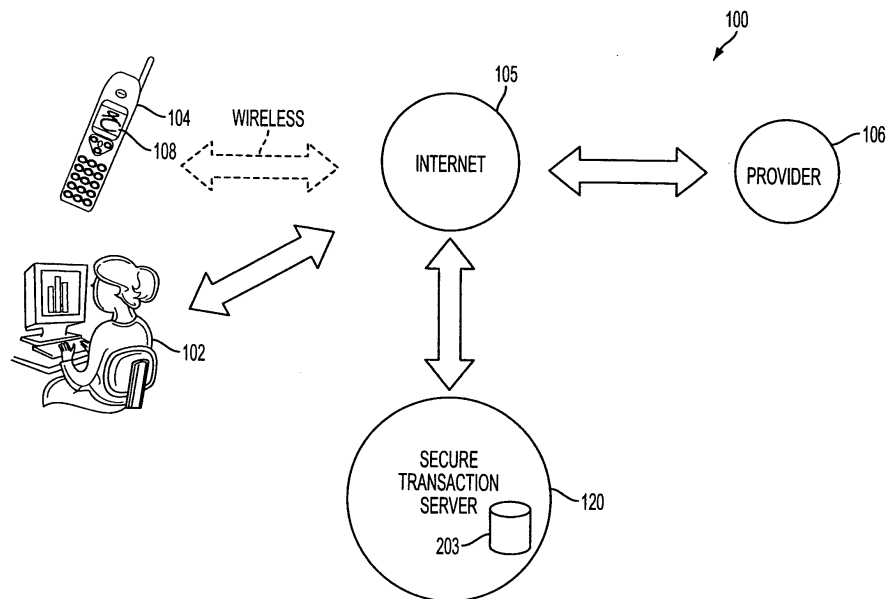 100
105
104
WIRELESS
108
INTERNET
106
PROVIDER
102
SECURE
TRANSACTION
SERVER
120
203